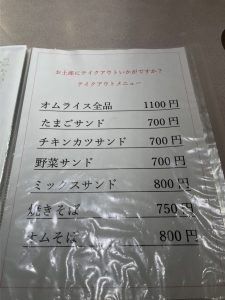 お土産にテイクアウトいかがですか？
テイクアウトメニュー
オムライス全品 1100円
たまごサンド 700円
チキンカツサンド 700円
野菜サンド 700円
ミックスサンド 800円
焼きそば 750円
オムそば 800円